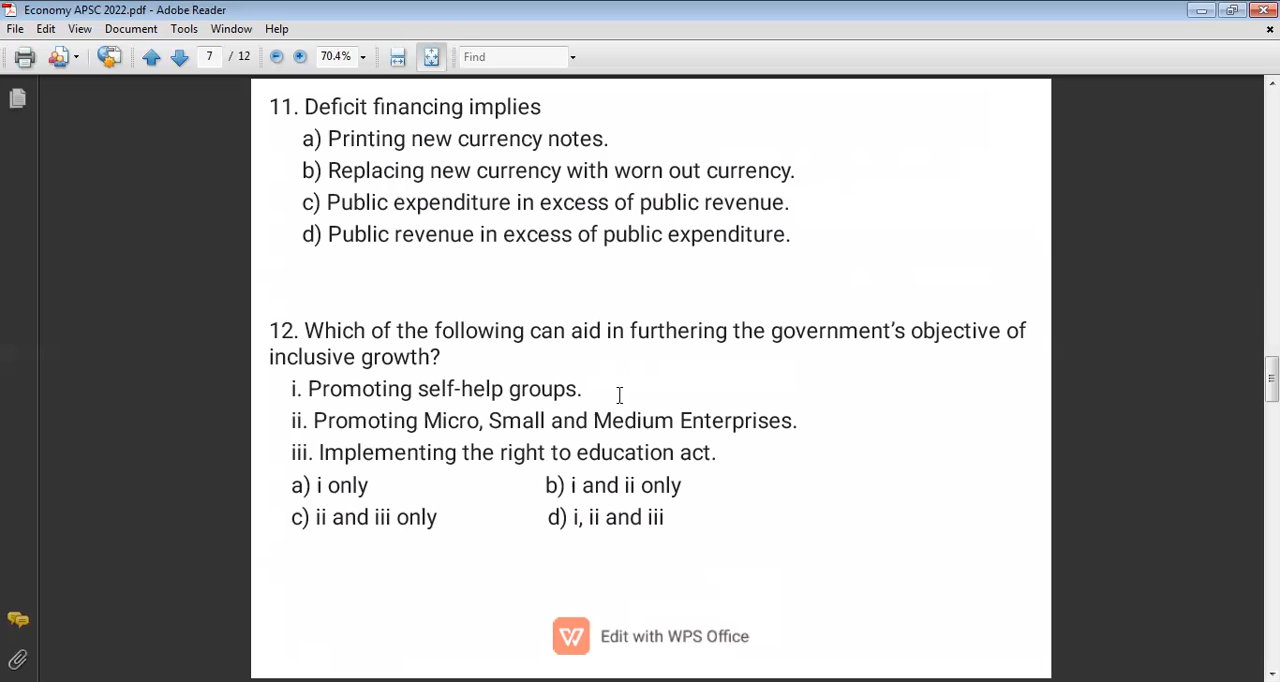 Economy APSC 2022.pdf - Adobe Reader
File Edit View Document Tools Window Help
7 / 12 70.4% Find
11. Deficit financing implies
a) Printing new currency notes.
b) Replacing new currency with worn out currency.
c) Public expenditure in excess of public revenue.
d) Public revenue in excess of public expenditure.
12. Which of the following can aid in furthering the government’s objective of
inclusive growth?
i. Promoting self-help groups.
ii. Promoting Micro, Small and Medium Enterprises.
iii. Implementing the right to education act.
a) i only b) i and ii only
c) ii and iii only d) i, ii and iii
Edit with WPS Office